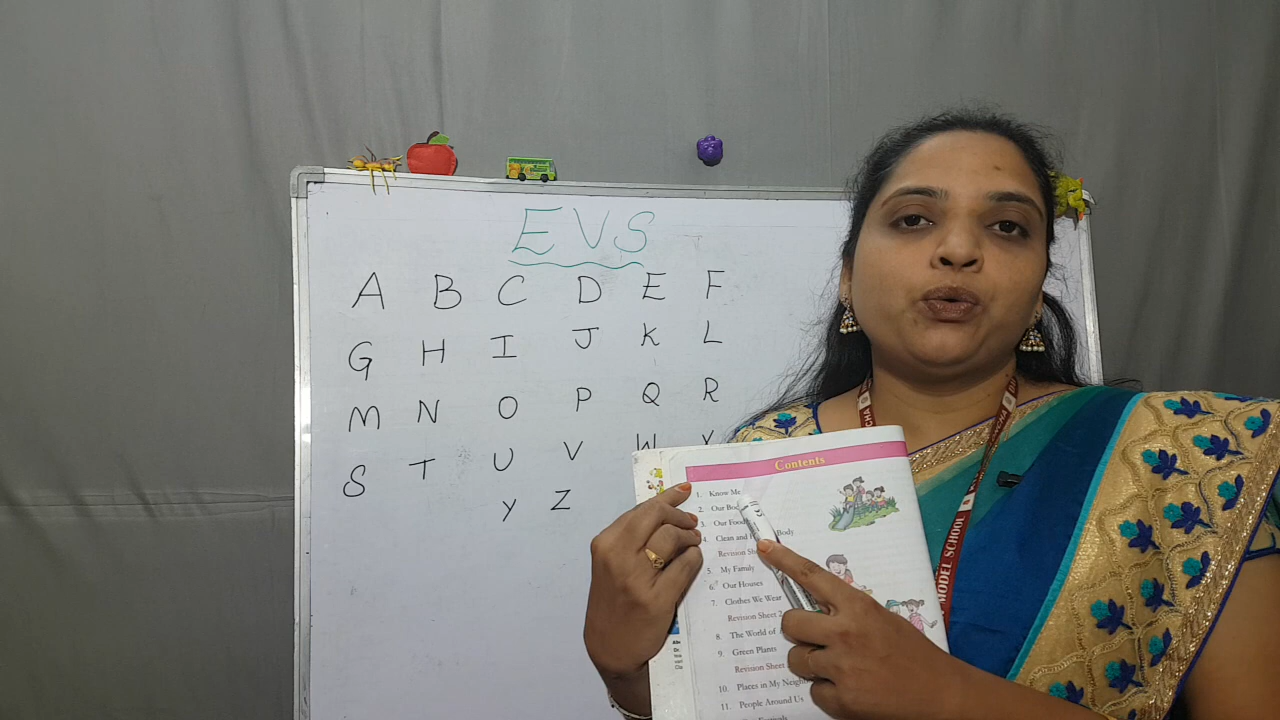 EVS
A B C D E F
G H I J K L
M N O P Q R
S T U V W X
Y Z
Contents
1. Know Me
2. Our
3. Our Food
4. Clean and Body
Revision
5. My Family
6. Our Houses
7. Clothes We Wear
Revision Sheet 2
8. The World of
9. Green Plants
Revision Sheet
10. Places in My
11. People Around Us
MODEL SCHOOL